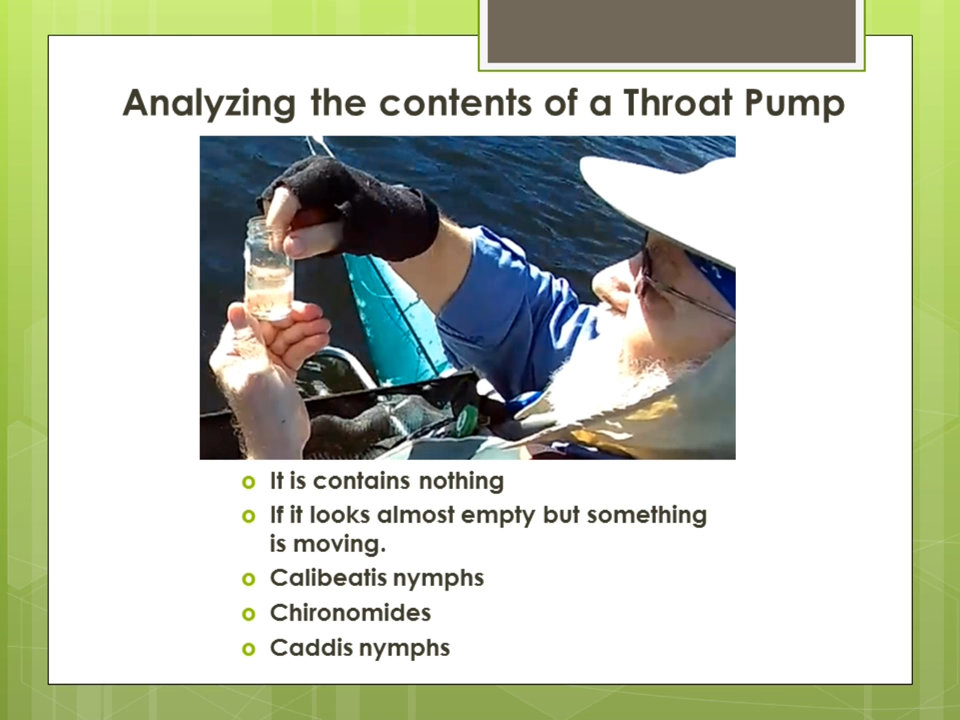 Analyzing the contents of a Throat Pump
It is contains nothing
If it looks almost empty but something
is moving.
Calibeatis nymphs
Chironomides
Caddis nymphs